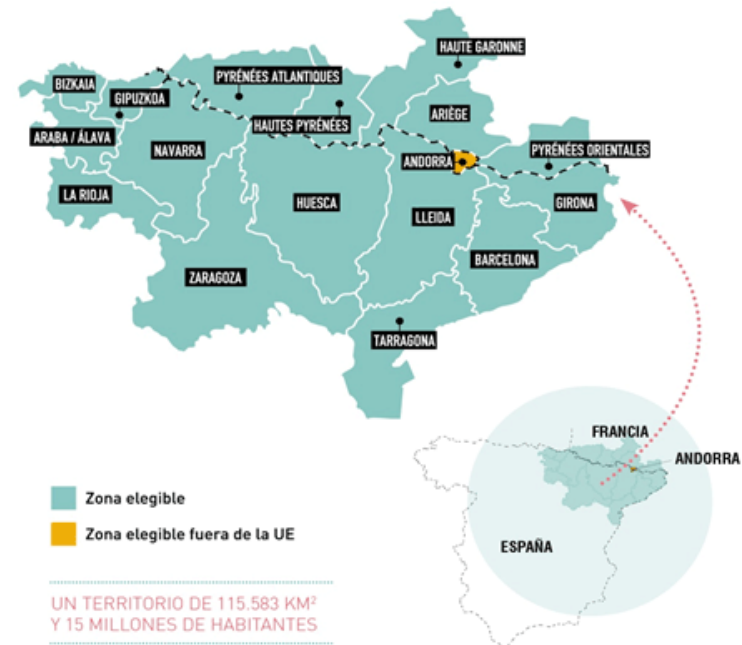 HAUTE GARONNE
PYRÉNÉES ATLANTIQUES
BIZKAIA
GIPUZKOA
ARIÈGE
HAUTES PYRÉNÉES
ARABA / ÁLAVA
NAVARRA
PYRÉNÉES ORIENTALES
ANDORRA
LA RIOJA
HUESCA
GIRONA
LLEIDA
BARCELONA
ZARAGOZA
TARRAGONA
FRANCIA
ANDORRA
ESPAÑA
Zona elegible
Zona elegible fuera de la UE
UN TERRITORIO DE 115.583 KM²
Y 15 MILLONES DE HABITANTES